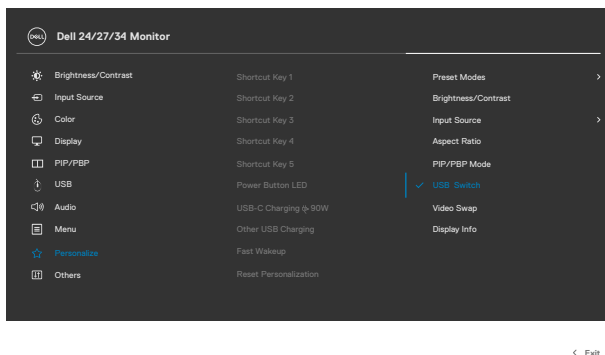 DELL
Dell 24/27/34 Monitor
Brightness/Contrast
Input Source
Color
Display
PIP/PBP
USB
Audio
Menu
Personalize
Others
Shortcut Key 1
Shortcut Key 2
Shortcut Key 3
Shortcut Key 4
Shortcut Key 5
Power Button LED
USB-C Charging 90W
Other USB Charging
Fast Wakeup
Reset Personalization
Preset Modes
Brightness/Contrast
Input Source
Aspect Ratio
PIP/PBP Mode
USB Switch
Video Swap
Display Info
Exit